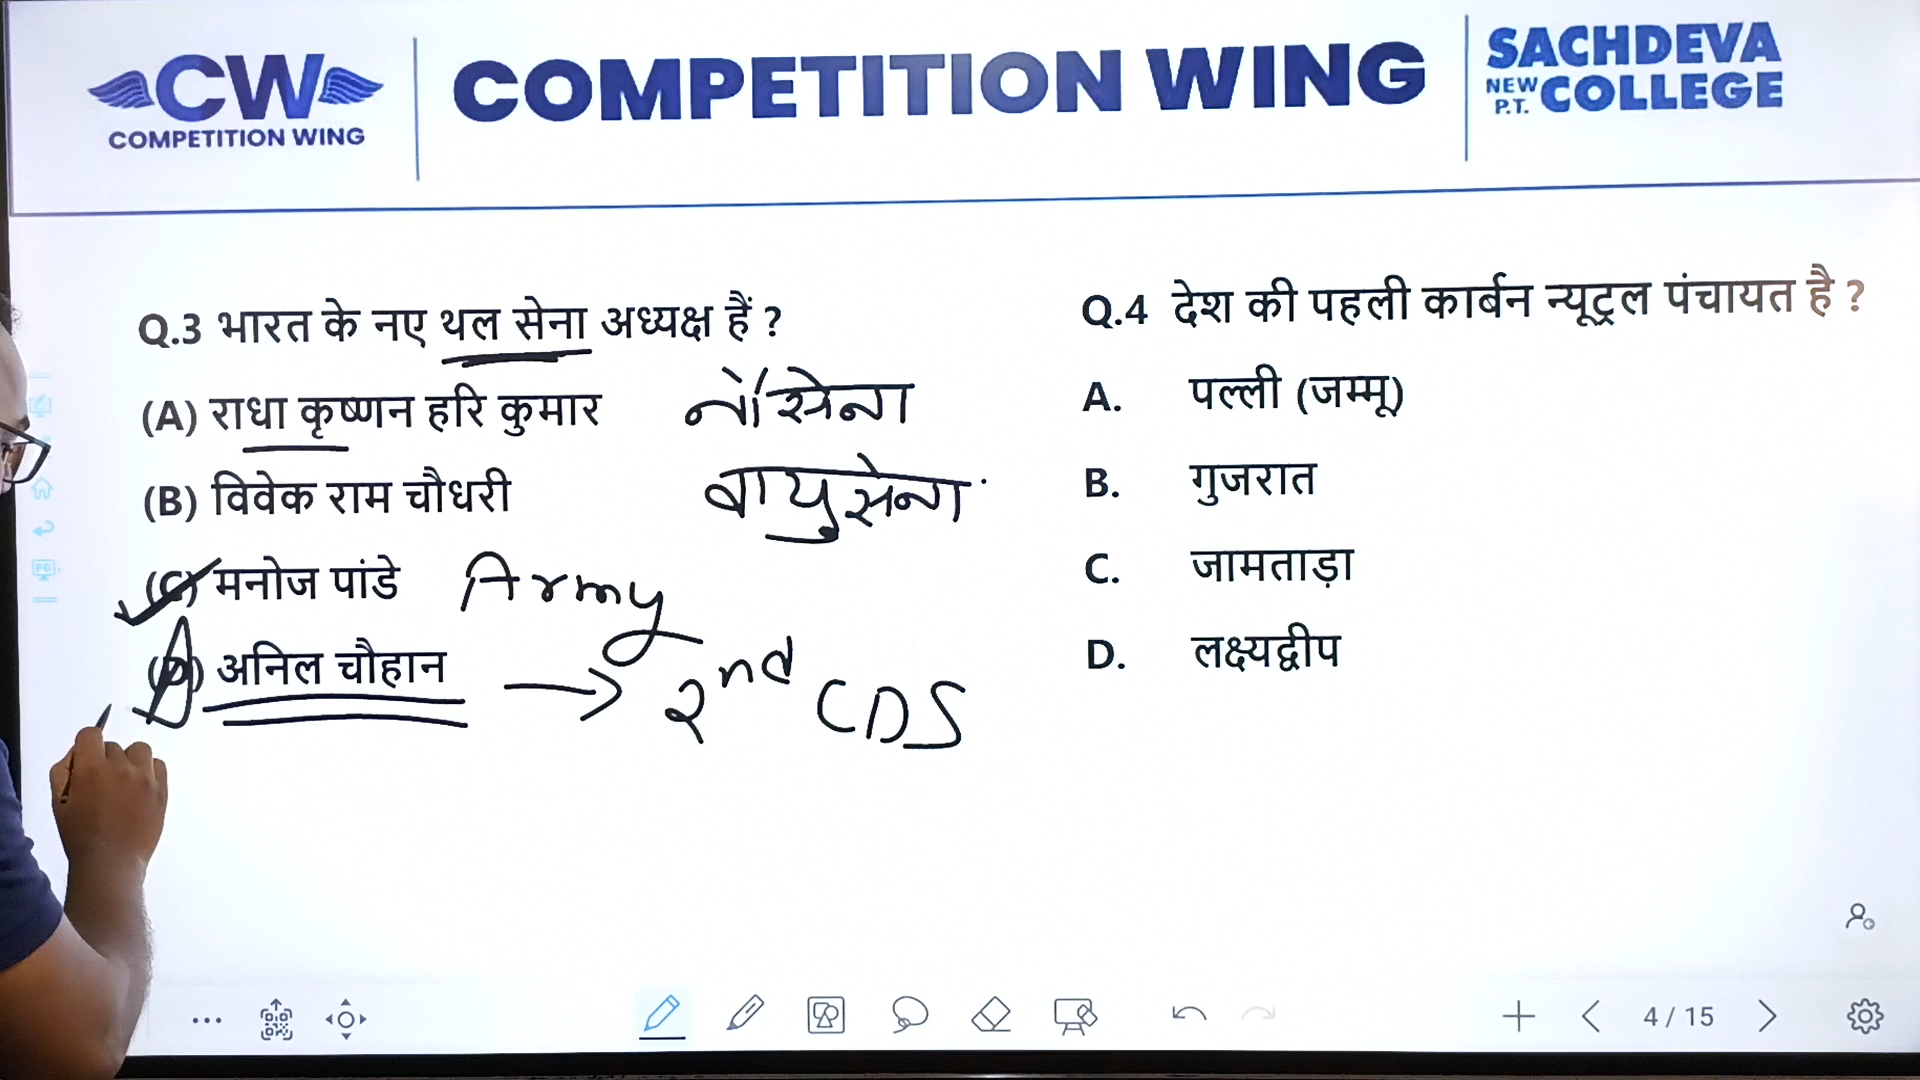 CW
COMPETITION WING
COMPETITION WING
SACHDEVA
NEW P.T. COLLEGE
Q.3 भारत के नए थल सेना अध्यक्ष हैं ?
(A) राधा कृष्णन हरि कुमार नौसेना
(B) विवेक राम चौधरी वायुसेना
(C) मनोज पांडे Army
(D) अनिल चौहान → 2nd CDS
Q.4 देश की पहली कार्बन न्यूट्रल पंचायत है ?
A. पल्ली (जम्मू)
B. गुजरात
C. जामताड़ा
D. लक्ष्यद्वीप
4 / 15